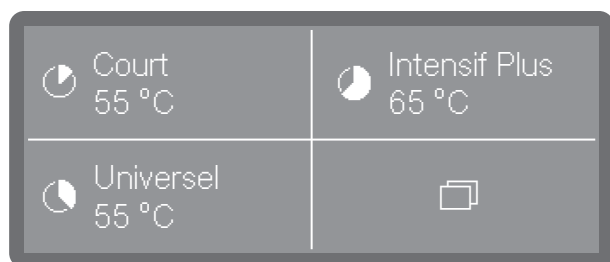 Court
55 °C
Intensif Plus
65 °C
Universel
55 °C